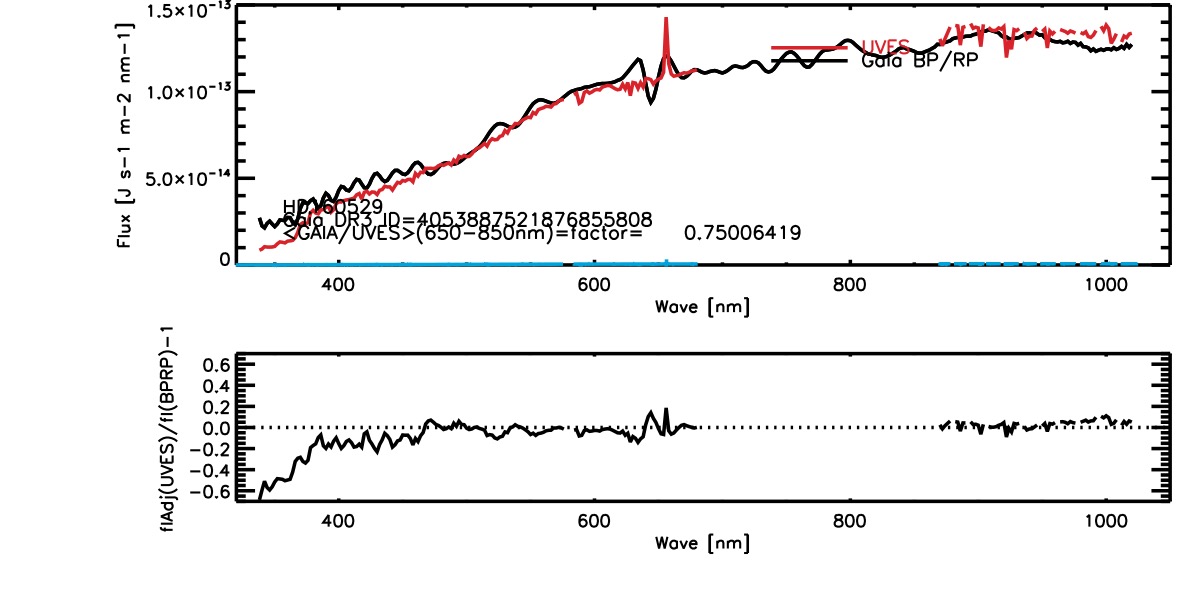 1.5×10−13
1.0×10−13
5.0×10−14
0
Flux [J s−1 m−2 nm−1]
UVES
Gaia BP/RP
HD 60529
Gaia DR3 ID=4053887521876855808
<GAIA/UVES>(650−850nm)=factor= 0.75006419
400 600 800 1000
Wave [nm]
flAdj(UVES)/fl(BPRP)−1
0.6
0.4
0.2
0.0
−0.2
−0.4
−0.6
400 600 800 1000
Wave [nm]